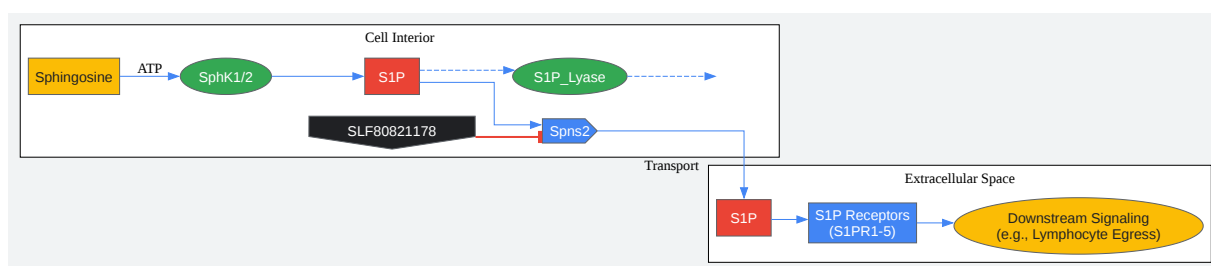 Cell Interior
Sphingosine
ATP
SphK1/2
S1P
S1P_Lyase
SLF80821178
Spns2
Transport
Extracellular Space
S1P
S1P Receptors
(S1PR1-5)
Downstream Signaling
(e.g., Lymphocyte Egress)